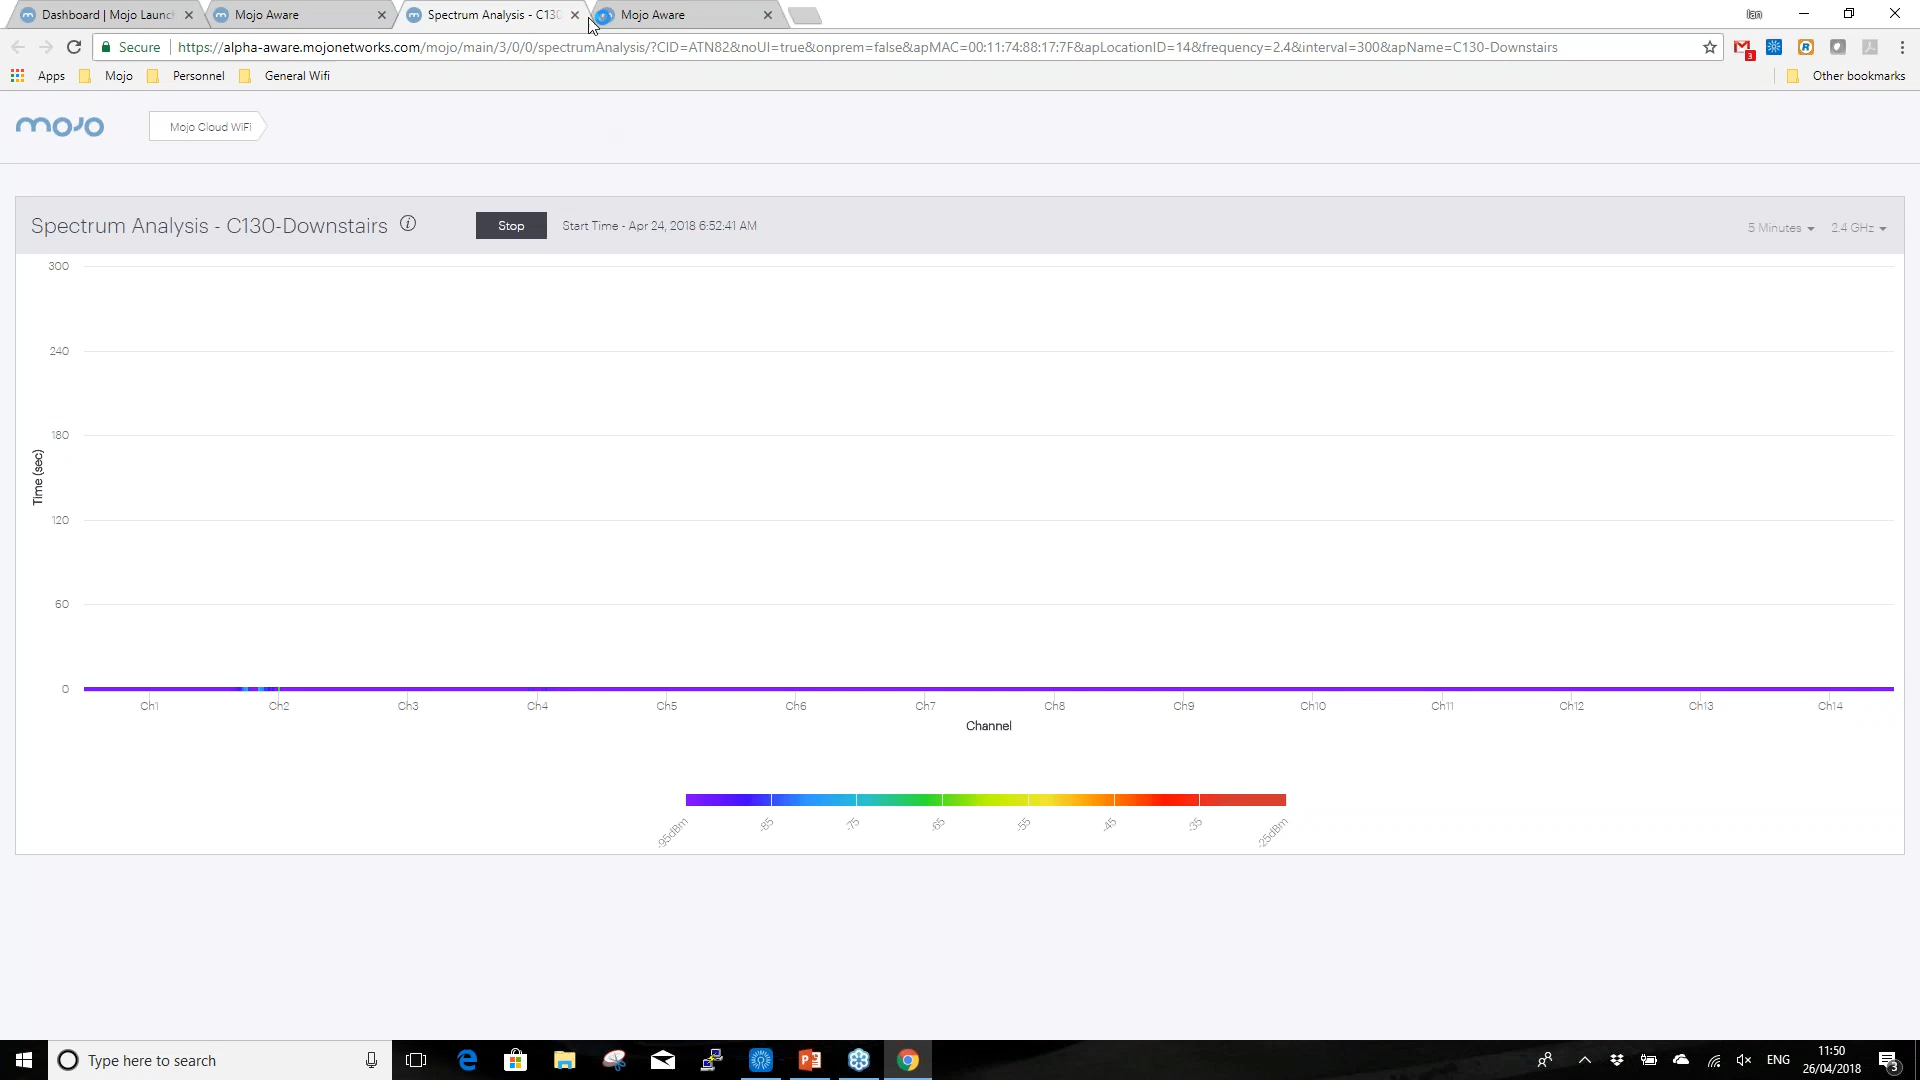 Dashboard | Mojo Launch
Mojo Aware
Spectrum Analysis - C130
Mojo Aware
Ian
Secure
https://alpha-aware.mojonetworks.com/mojo/main/3/0/0/spectrumAnalysis/?CID=ATN82&noUI=true&onprem=false&apMAC=00:11:74:88:17:7F&apLocationID=14&frequency=2.4&interval=300&apName=C130-Downstairs
3
Apps
Mojo
Personnel
General Wifi
Other bookmarks
mojo
Mojo Cloud WiFi
Spectrum Analysis - C130-Downstairs
Stop
Start Time - Apr 24, 2018 6:52:41 AM
5 Minutes
2.4 GHz
300
240
180
120
60
0
Time (sec)
Ch1 Ch2 Ch3 Ch4 Ch5 Ch6 Ch7 Ch8 Ch9 Ch10 Ch11 Ch12 Ch13 Ch14
Channel
-95dBm -85 -75 -65 -55 -45 -35 -25dBm
Type here to search
ENG
11:50
26/04/2018
3